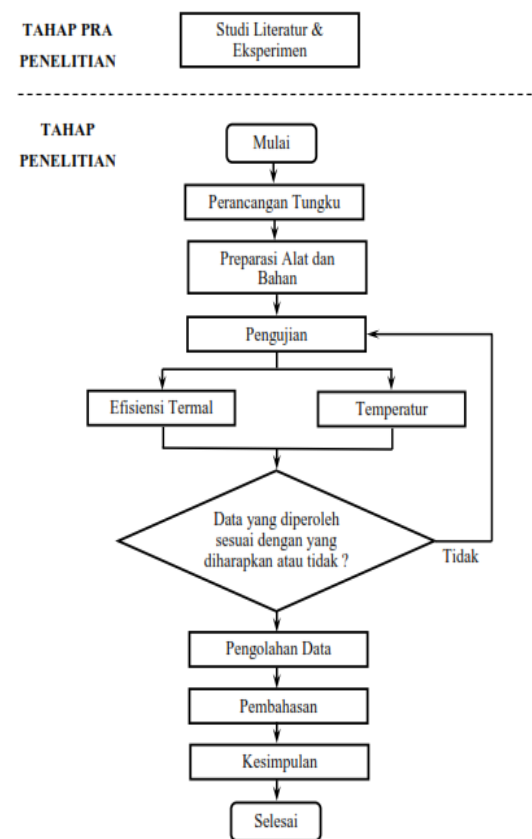 TAHAP PRA
PENELITIAN
Studi Literatur &
Eksperimen
TAHAP
PENELITIAN
Mulai
Perancangan Tungku
Preparasi Alat dan
Bahan
Pengujian
Efisiensi Termal
Temperatur
Data yang diperoleh
sesuai dengan yang
diharapkan atau tidak ?
Tidak
Pengolahan Data
Pembahasan
Kesimpulan
Selesai